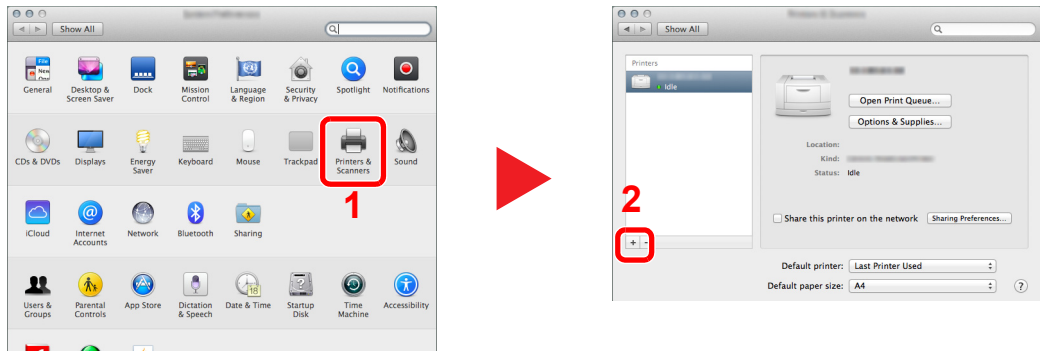 Show All
General
Desktop &
Screen Saver
Dock
Mission
Control
Language
& Region
Security
& Privacy
Spotlight
Notifications
CDs & DVDs
Displays
Energy
Saver
Keyboard
Mouse
Trackpad
Printers &
Scanners
Sound
1
iCloud
Internet
Accounts
Network
Bluetooth
Sharing
Users &
Groups
Parental
Controls
App Store
Dictation
& Speech
Date & Time
Startup
Disk
Time
Machine
Accessibility
Show All
Printers
Idle
Open Print Queue...
Options & Supplies...
Location:
Kind:
Status: Idle
2
Share this printer on the network Sharing Preferences...
+ -
Default printer: Last Printer Used
Default paper size: A4 ?